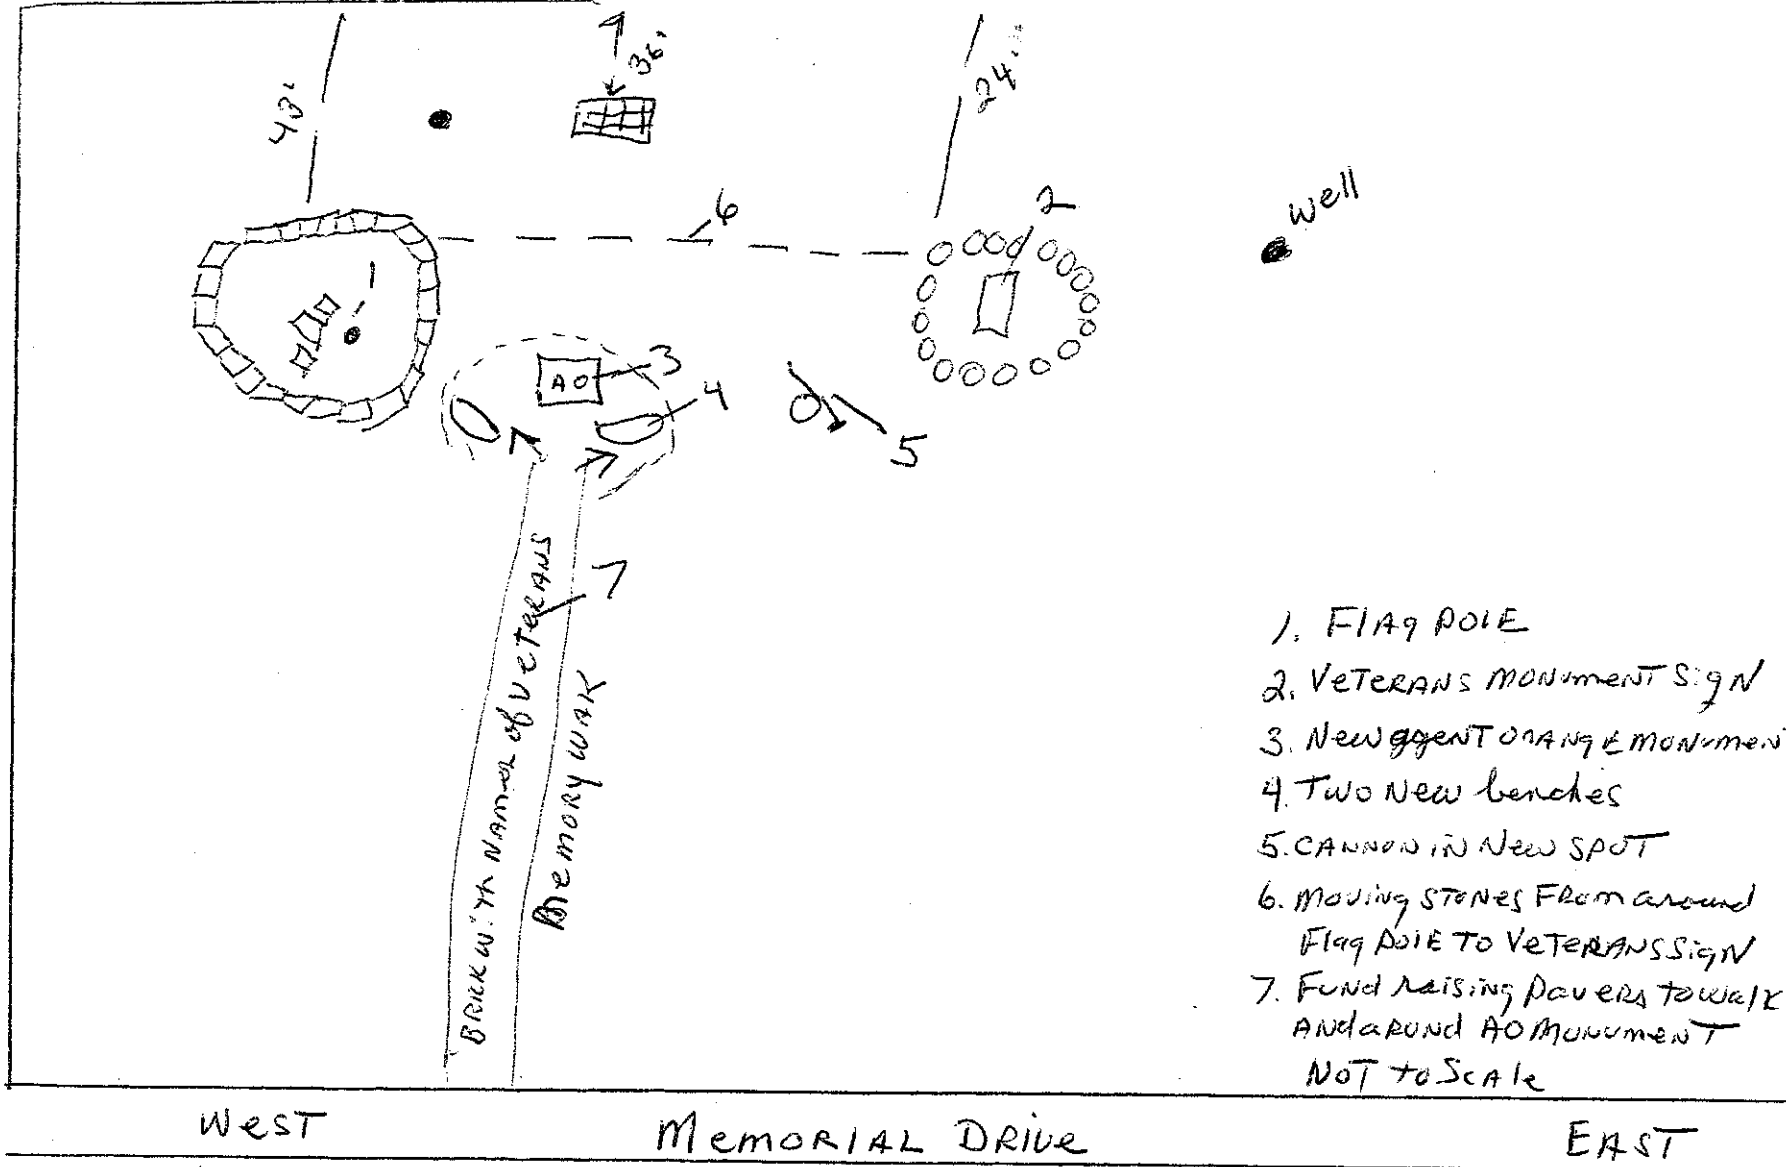 43'
36'
24'
6
2
well
1
AO
3
4
5
BRICK WITH NAMES of VETERANS
7
MEMORY WALK
1. FlAg POlE
2. VETERANS MONUMENT SigN
3. New AgENT ORANgE MONUMEN
4. Two New benches
5. CANNON iN New SPOT
6. Moving STONES FROM around
Flag POlE TO VETERANS SigN
7. Fund Raising PavERs to walk
ANd aROUNd AO MONUMENT
NOT to ScAle
WEST MEMORIAL DRIVE EAST